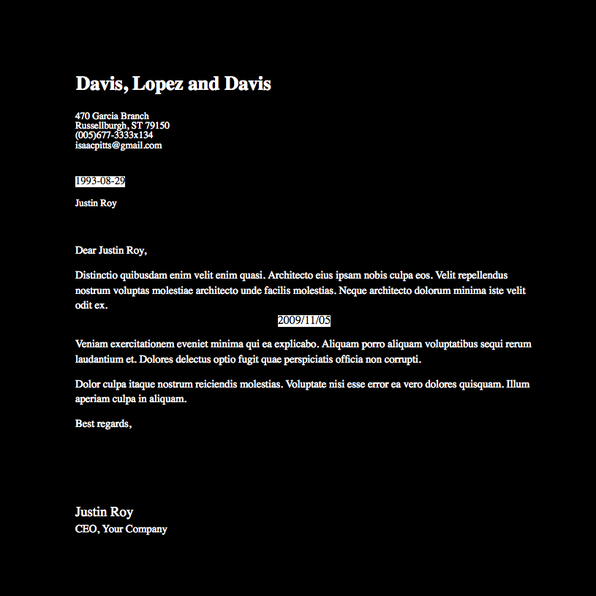 Davis, Lopez and Davis
470 Garcia Branch
Russellburgh, ST 79150
(005)677-3333x134
isaacpitts@gmail.com
1993-08-29
Justin Roy
Dear Justin Roy,
Distinctio quibusdam enim velit enim quasi. Architecto eius ipsam nobis culpa eos. Velit repellendus
nostrum voluptas molestiae architecto unde facilis molestias. Neque architecto dolorum minima iste velit
odit ex.
2009/11/05
Veniam exercitationem eveniet minima qui ea explicabo. Aliquam porro aliquam voluptatibus sequi rerum
laudantium et. Dolores delectus optio fugit quae perspiciatis officia non corrupti.
Dolor culpa itaque nostrum reiciendis molestias. Voluptate nisi esse error ea vero dolores quisquam. Illum
aperiam culpa in aliquam.
Best regards,
Justin Roy
CEO, Your Company